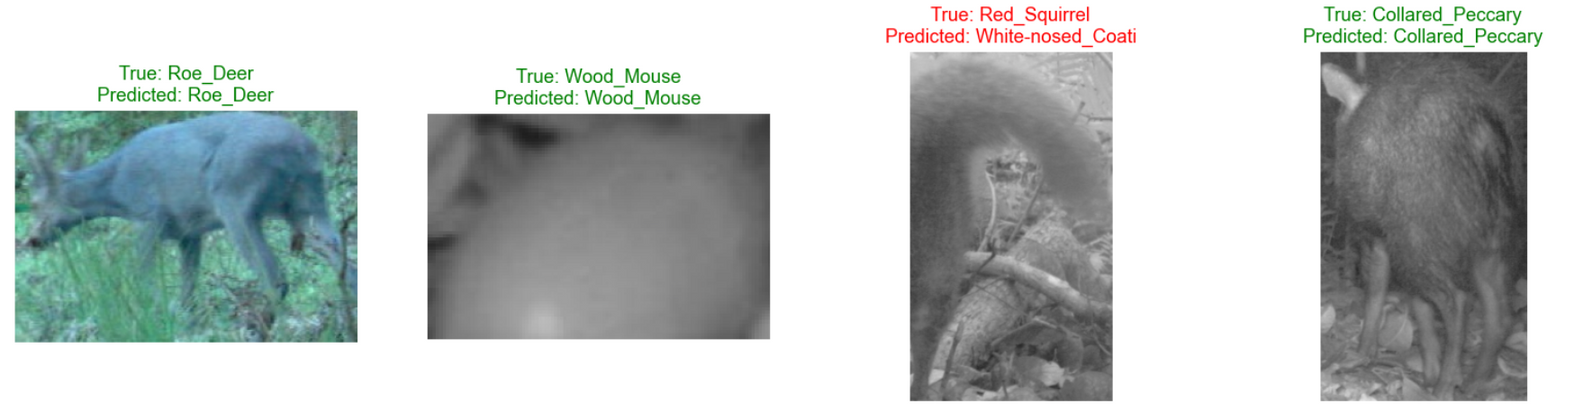 True: Roe_Deer
Predicted: Roe_Deer
True: Wood_Mouse
Predicted: Wood_Mouse
True: Red_Squirrel
Predicted: White-nosed_Coati
True: Collared_Peccary
Predicted: Collared_Peccary